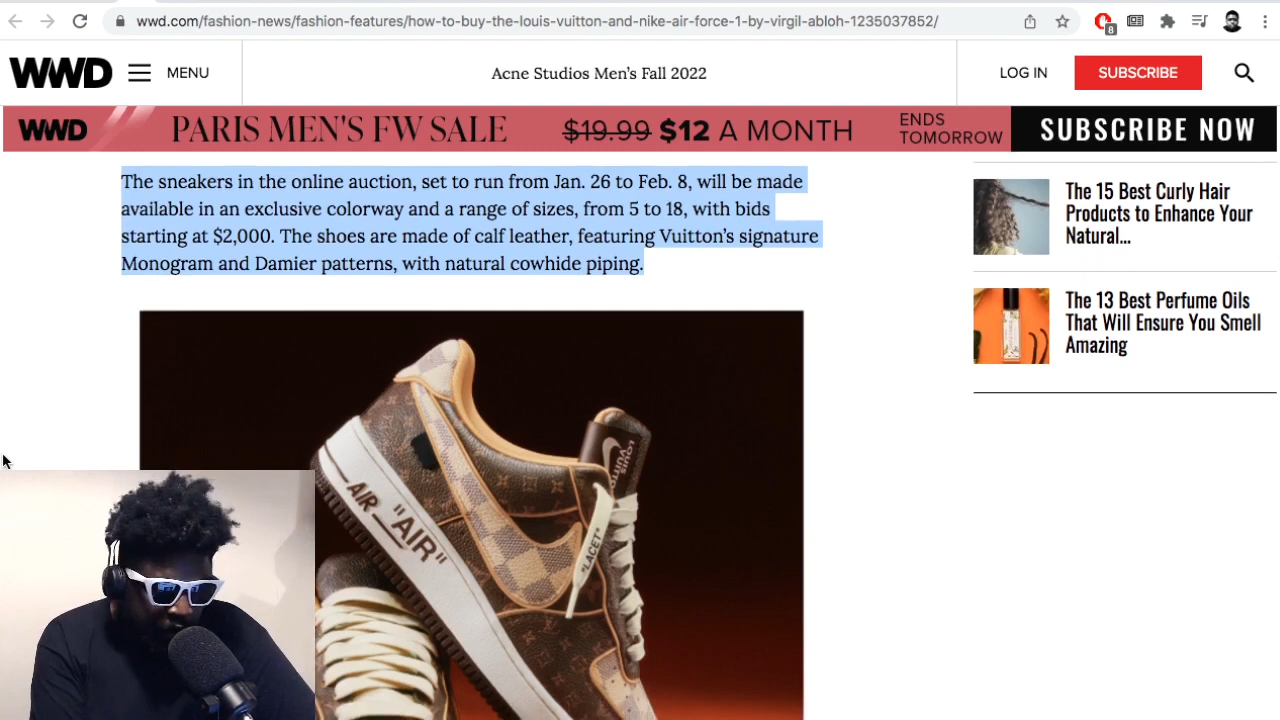 wwd.com/fashion-news/fashion-features/how-to-buy-the-louis-vuitton-and-nike-air-force-1-by-virgil-abloh-1235037852/
8
WWD
MENU
Acne Studios Men's Fall 2022
LOG IN
SUBSCRIBE
WWD
PARIS MEN'S FW SALE
$19.99 $12 A MONTH
ENDS
TOMORROW
SUBSCRIBE NOW
The sneakers in the online auction, set to run from Jan. 26 to Feb. 8, will be made
available in an exclusive colorway and a range of sizes, from 5 to 18, with bids
starting at $2,000. The shoes are made of calf leather, featuring Vuitton's signature
Monogram and Damier patterns, with natural cowhide piping.
The 15 Best Curly Hair
Products to Enhance Your
Natural...
The 13 Best Perfume Oils
That Will Ensure You Smell
Amazing
LOUIS
VUITTON
AIR
"AIR"
"LACET"